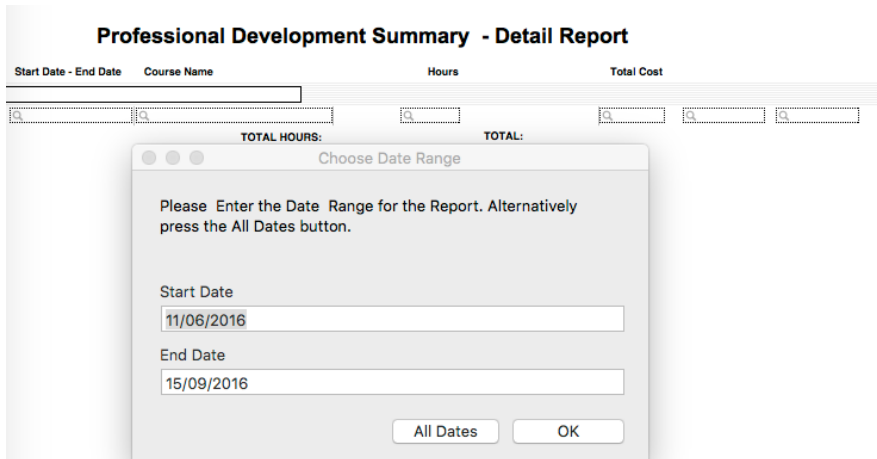 Professional Development Summary - Detail Report
Start Date - End Date Course Name Hours Total Cost
TOTAL HOURS: TOTAL:
Choose Date Range
Please Enter the Date Range for the Report. Alternatively
press the All Dates button.
Start Date
11/06/2016
End Date
15/09/2016
All Dates OK